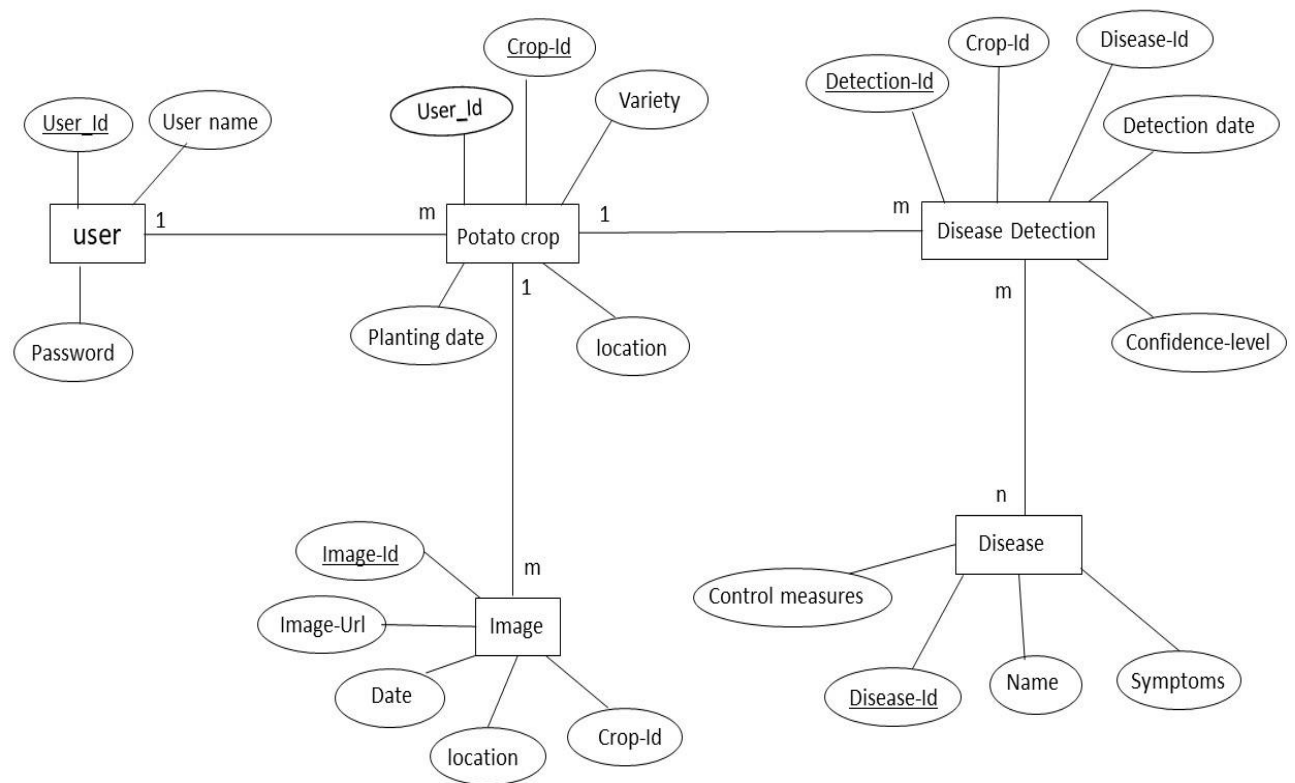 Crop-Id
Crop-Id
Disease-Id
Detection-Id
User_Id
Variety
User_Id
User name
Detection date
user
1
m
Potato crop
1
m
Disease Detection
1
m
Planting date
location
Confidence-level
Password
n
Disease
Image-Id
m
Control measures
Image-Url
Image
Date
Disease-Id
Name
Symptoms
location
Crop-Id